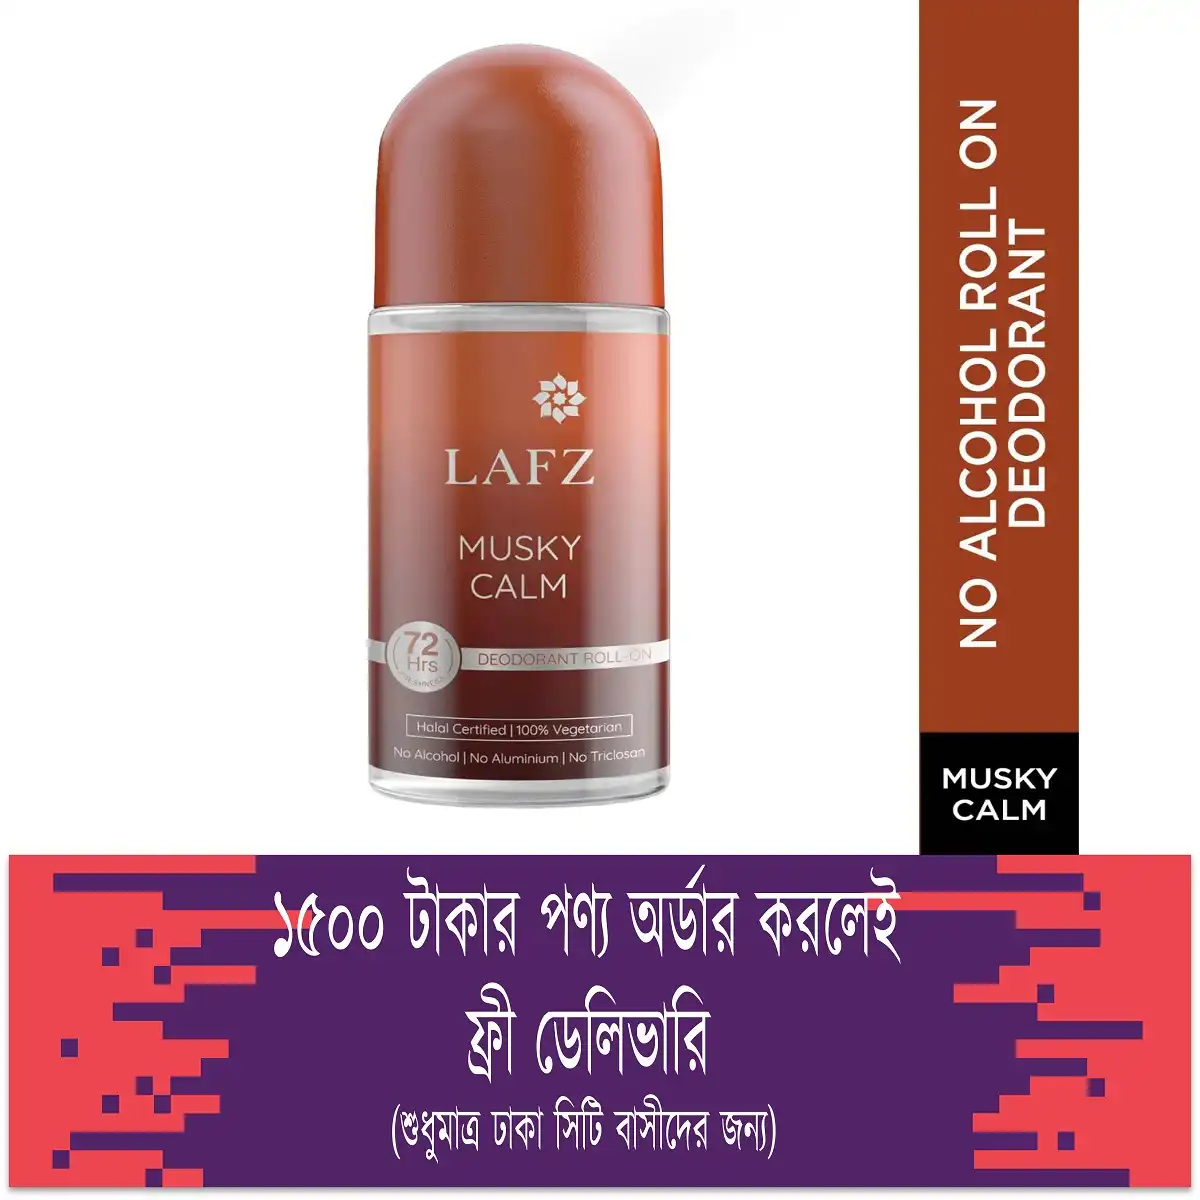 LAFZ
MUSKY
CALM
72
Hrs
DEODORANT ROLL-ON
Halal Certified | 100% Vegetarian
No Alcohol | No Aluminium | No Triclosan
NO ALCOHOL ROLL ON
DEODORANT
MUSKY
CALM
১৫০০ টাকার পণ্য অর্ডার করলেই
ফ্রী ডেলিভারি
(শুধুমাত্র ঢাকা সিটি বাসীদের জন্য)